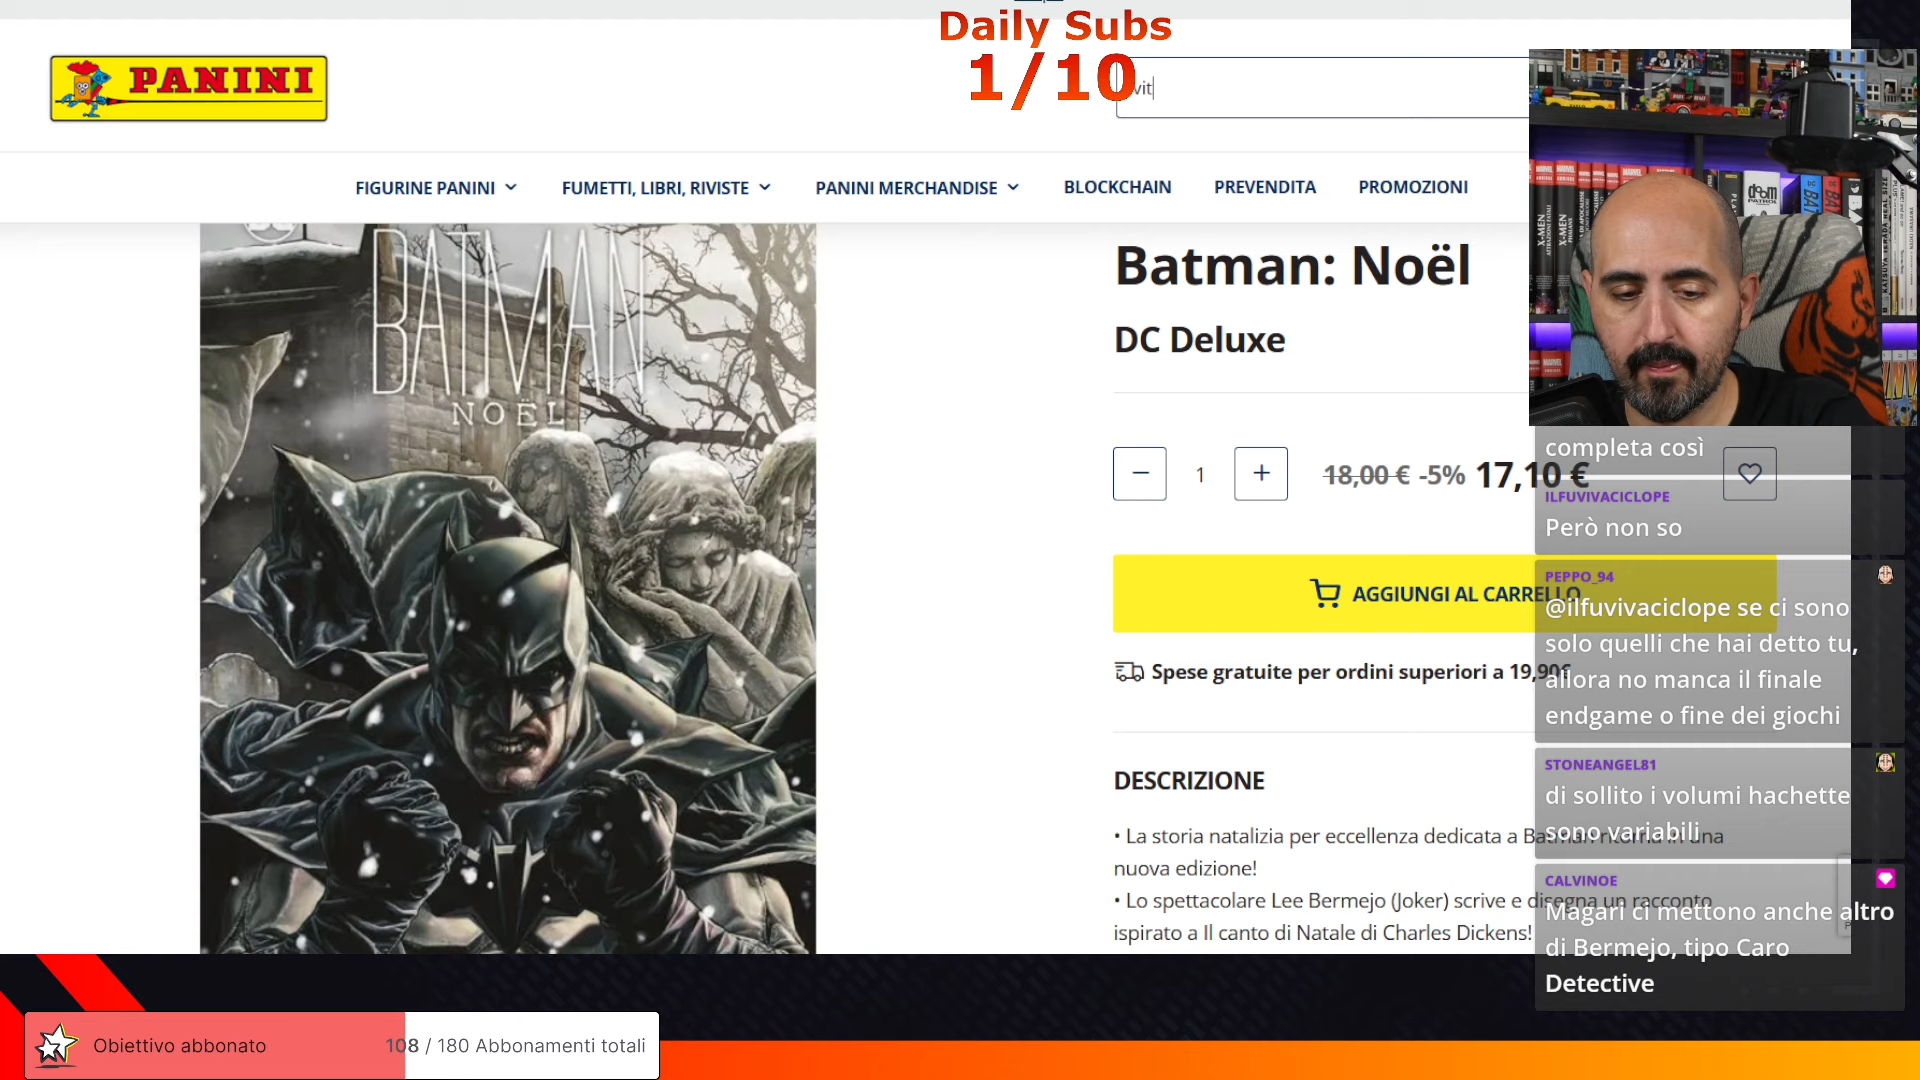 Daily Subs
1/10
PANINI
vit
FIGURINE PANINI
FUMETTI, LIBRI, RIVISTE
PANINI MERCHANDISE
BLOCKCHAIN
PREVENDITA
PROMOZIONI
BATMAN
NOËL
Batman: Noël
DC Deluxe
1
18,00 € -5% 17,10 €
AGGIUNGI AL CARRELLO
Spese gratuite per ordini superiori a 19,90€
DESCRIZIONE
• La storia natalizia per eccellenza dedicata a Batman ritorna in una
nuova edizione!
• Lo spettacolare Lee Bermejo (Joker) scrive e disegna un racconto
ispirato a Il canto di Natale di Charles Dickens!
X-MEN
X-MEN
doom
PATROL
MARVEL
completa così
ILFUVIVACICLOPE
Però non so
PEPPO_94
@ilfuvivaciclope se ci sono
solo quelli che hai detto tu,
allora no manca il finale
endgame o fine dei giochi
STONEANGEL81
di sollito i volumi hachette
sono variabili
CALVINOE
Magari ci mettono anche altro
di Bermejo, tipo Caro
Detective
Obiettivo abbonato
108 / 180 Abbonamenti totali